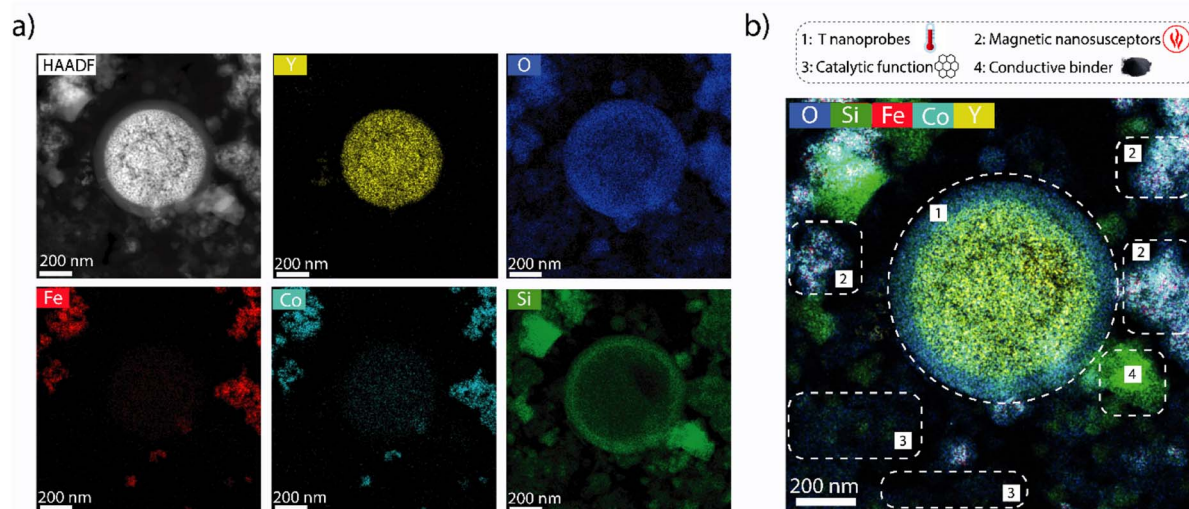 a)
HAADF
Y
O
200 nm
200 nm
200 nm
Fe
Co
Si
200 nm
200 nm
200 nm
b)
1: T nanoprobes 2: Magnetic nanosusceptors
3: Catalytic function 4: Conductive binder
O Si Fe Co Y
2
1
2
2
4
3
3
200 nm